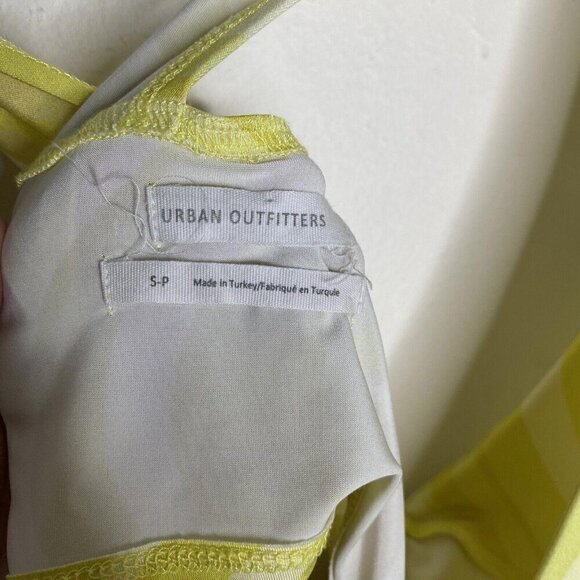 URBAN OUTFITTERS
S-P Made in Turkey/Fabriqué en Turquie